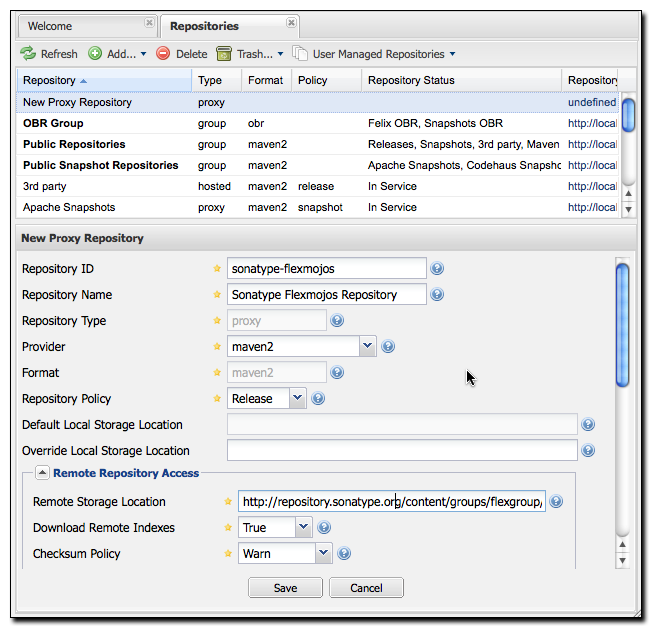 Welcome Repositories
Refresh Add... Delete Trash... User Managed Repositories
Repository Type Format Policy Repository Status Repository
New Proxy Repository proxy undefined
OBR Group group obr Felix OBR, Snapshots OBR http://local
Public Repositories group maven2 Releases, Snapshots, 3rd party, Maven http://local
Public Snapshot Repositories group maven2 Apache Snapshots, Codehaus Snapsho http://local
3rd party hosted maven2 release In Service http://local
Apache Snapshots proxy maven2 snapshot In Service http://local
New Proxy Repository
Repository ID sonatype-flexmojos
Repository Name Sonatype Flexmojos Repository
Repository Type proxy
Provider maven2
Format maven2
Repository Policy Release
Default Local Storage Location
Override Local Storage Location
Remote Repository Access
Remote Storage Location http://repository.sonatype.org/content/groups/flexgroup/
Download Remote Indexes True
Checksum Policy Warn
Save Cancel